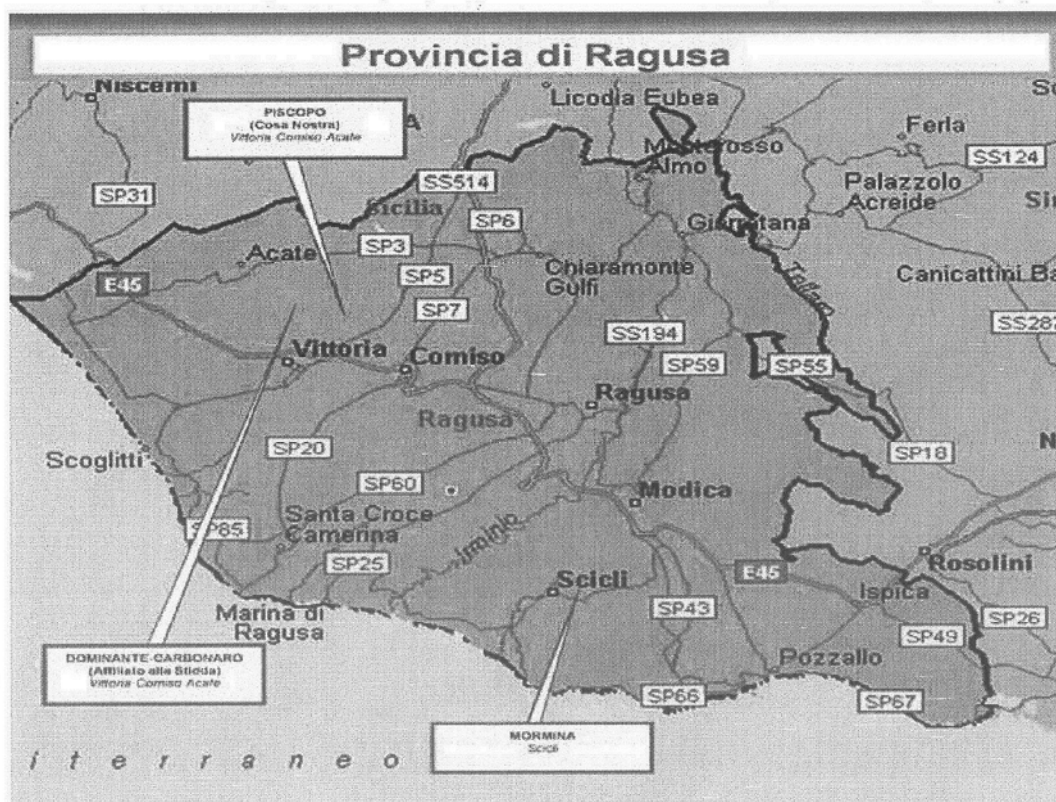 Provincia di Ragusa
Niscemi
PISCOPO
(Cosa Nostra)
Vittoria Comiso Acate
A
Licodia Eubea
Ferla
SS124
Monterosso
Almo
SP31
SS514
Sicilia
SP6
Palazzolo
Acreide
Giarratana
Acate
SP3
Chiaramonte
Gulfi
Tellaro
E45
SP5
Canicattini Ba
SP7
SS194
SS287
Vittoria
Comiso
SP59
SP55
Ragusa
Ragusa
SP20
Scoglitti
SP18
SP60
Modica
SP85
Santa Croce
Camerina
Irminio
SP25
Rosolini
E45
Scicli
Ispica
Marina di
Ragusa
SP43
SP26
SP49
DOMINANTE-CARBONARO
(Affiliato alla Stidda)
Vittoria Comiso Acate
Pozzallo
SP66
SP67
MORMINA
Scicli
i t e r r a n e o